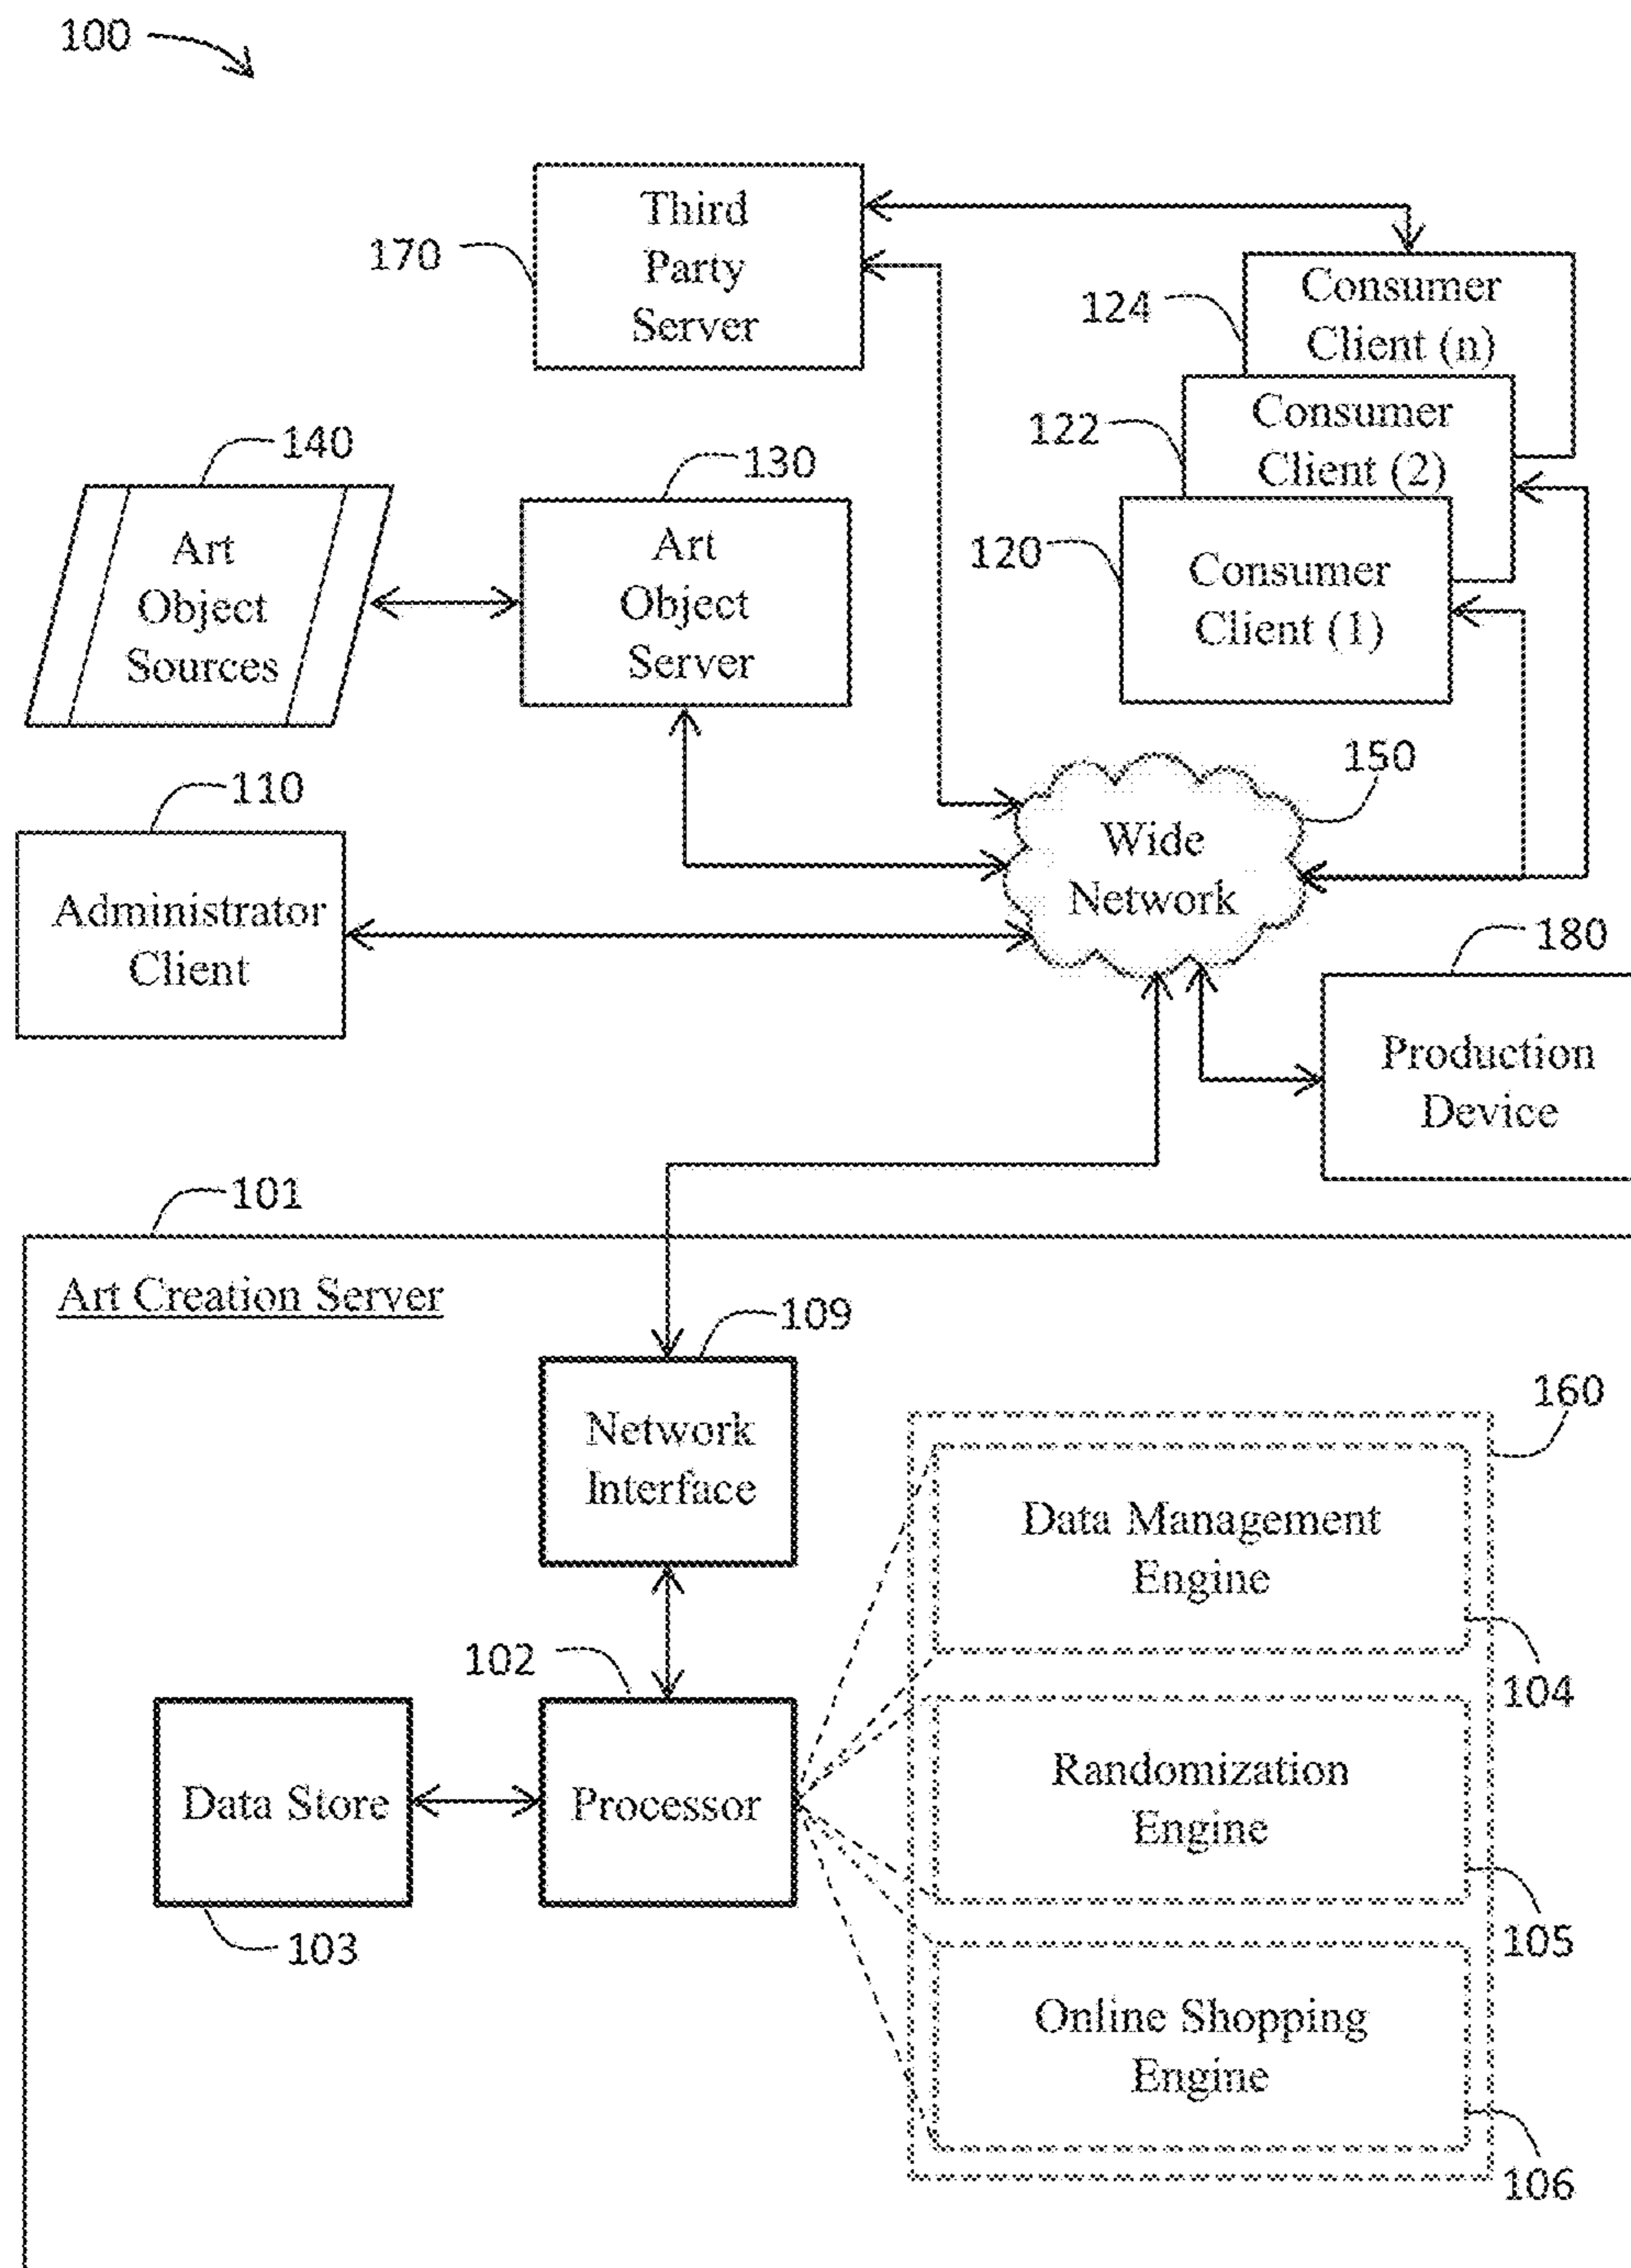 100
Third
Party
Server
170
Consumer
Client (n)
124
Consumer
Client (2)
122
Consumer
Client (1)
120
140
Art
Object
Sources
130
Art
Object
Server
150
Wide
Network
110
Administrator
Client
180
Production
Device
101
Art Creation Server
109
Network
Interface
160
Data Management
Engine
104
102
Data Store
Processor
103
Randomization
Engine
105
Online Shopping
Engine
106